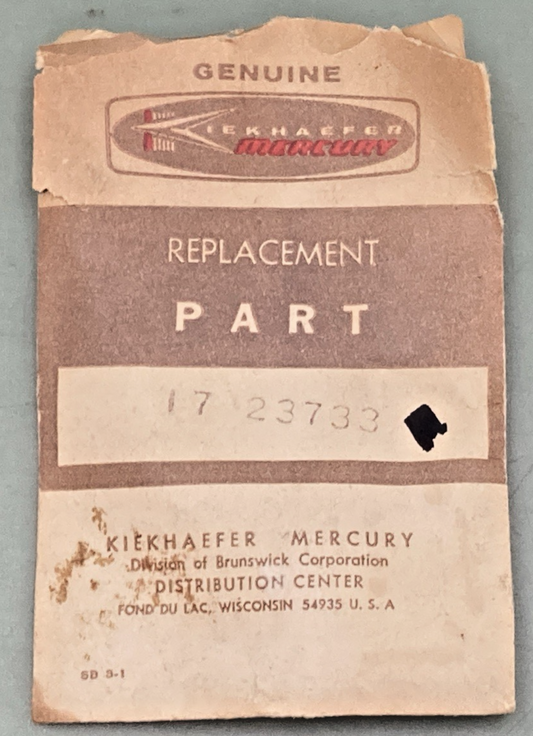 GENUINE
KIEKHAEFER
MERCURY
REPLACEMENT
PART
17 23733
KIEKHAEFER MERCURY
Division of Brunswick Corporation
DISTRIBUTION CENTER
FOND DU LAC, WISCONSIN 54935 U. S. A
SD 3-1